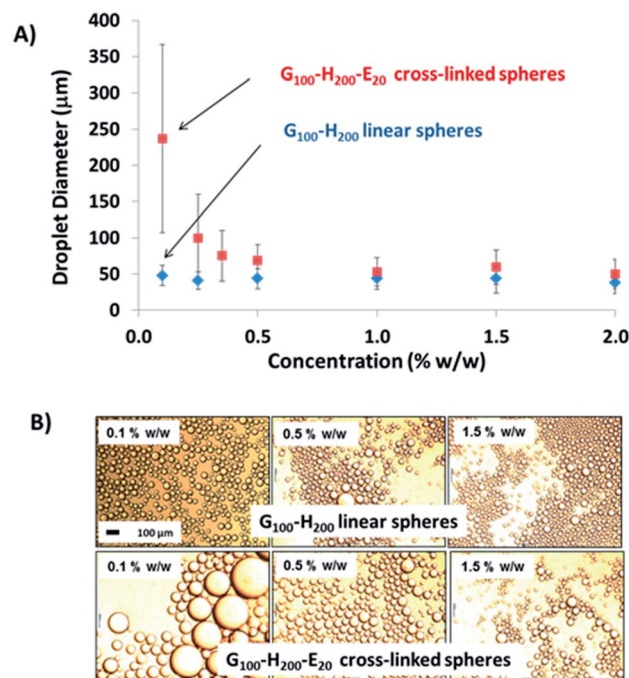 A)
Droplet Diameter (μm)
400
350
300
250
200
150
100
50
0
0.0 0.5 1.0 1.5 2.0
Concentration (% w/w)
G₁₀₀-H₂₀₀-E₂₀ cross-linked spheres
G₁₀₀-H₂₀₀ linear spheres
B)
0.1 % w/w 0.5 % w/w 1.5 % w/w
100 μm
G₁₀₀-H₂₀₀ linear spheres
0.1 % w/w 0.5 % w/w 1.5 % w/w
G₁₀₀-H₂₀₀-E₂₀ cross-linked spheres